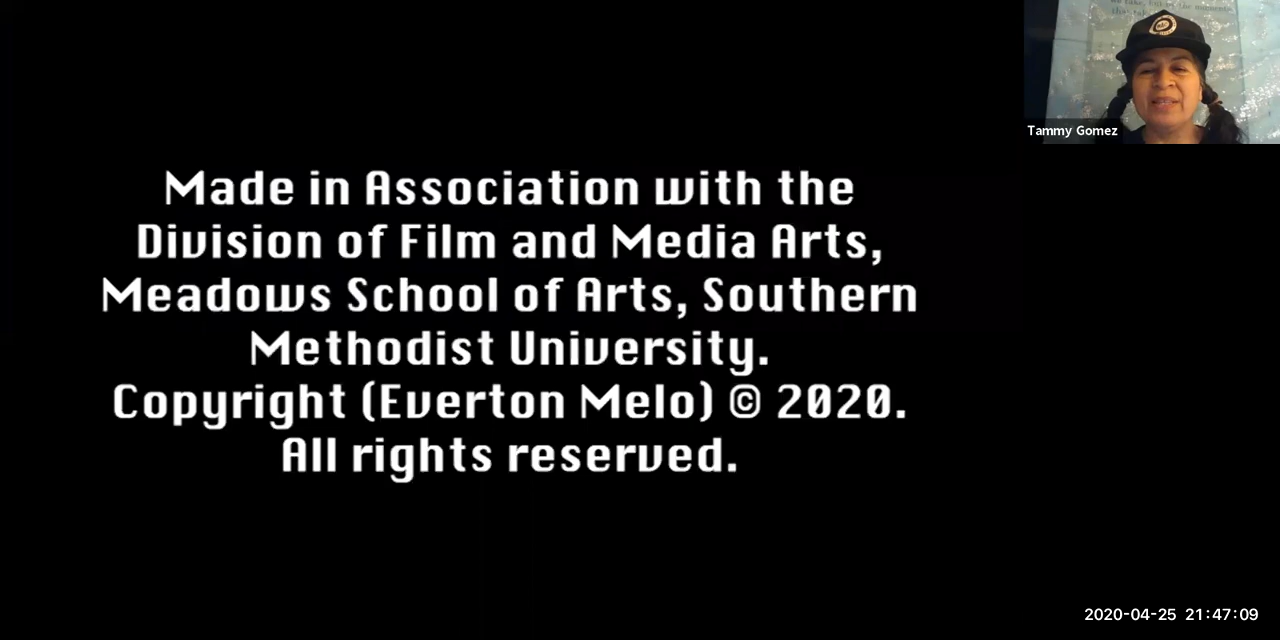 Made in Association with the
Division of Film and Media Arts,
Meadows School of Arts, Southern
Methodist University.
Copyright (Everton Melo) © 2020.
All rights reserved.
Tammy Gomez
2020-04-25 21:47:09